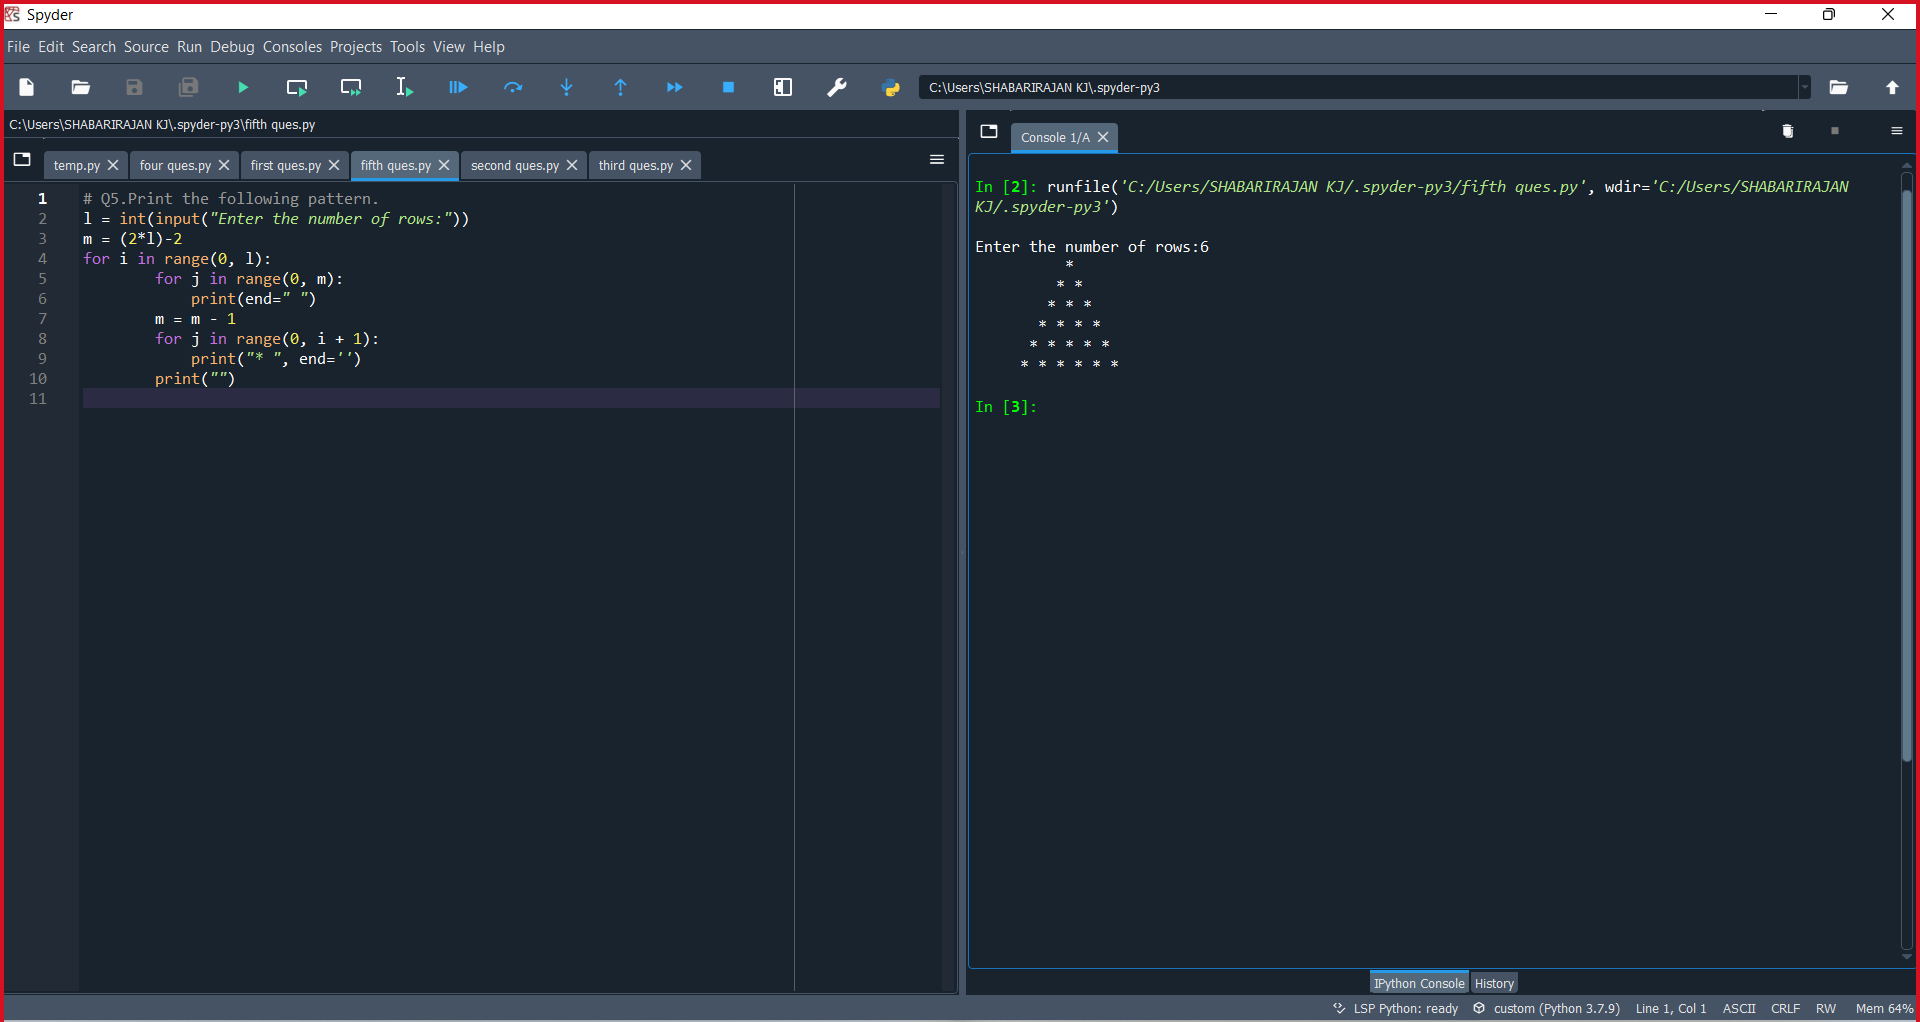 Spyder
File Edit Search Source Run Debug Consoles Projects Tools View Help
C:\Users\SHABARIRAJAN KJ\.spyder-py3
C:\Users\SHABARIRAJAN KJ\.spyder-py3\fifth ques.py
temp.py four ques.py first ques.py fifth ques.py second ques.py third ques.py
1 # Q5.Print the following pattern.
2 l = int(input("Enter the number of rows:"))
3 m = (2*l)-2
4 for i in range(0, l):
5         for j in range(0, m):
6             print(end=" ")
7         m = m - 1
8         for j in range(0, i + 1):
9             print("* ", end='')
10         print("")
11
Console 1/A
In [2]: runfile('C:/Users/SHABARIRAJAN KJ/.spyder-py3/fifth ques.py', wdir='C:/Users/SHABARIRAJAN
KJ/.spyder-py3')
Enter the number of rows:6
          *
         * *
        * * *
       * * * *
      * * * * *
     * * * * * *
In [3]:
IPython Console History
LSP Python: ready custom (Python 3.7.9) Line 1, Col 1 ASCII CRLF RW Mem 64%